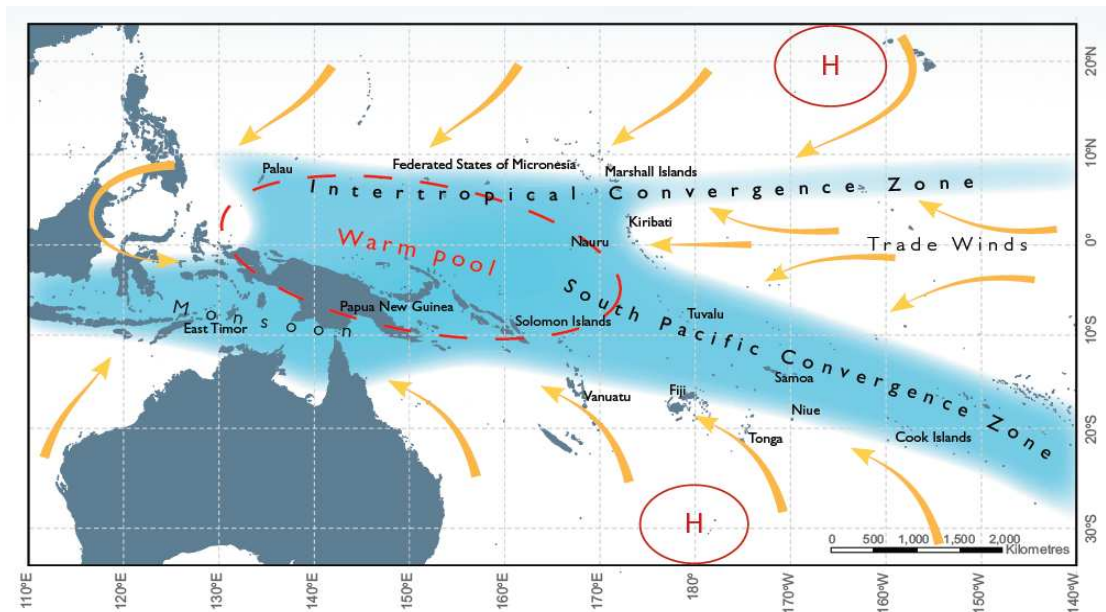 H
20°N
10°N
Palau
Federated States of Micronesia
Marshall Islands
Intertropical Convergence Zone
Kiribati
Warm pool
Nauru
Trade Winds
0°
South Pacific Convergence Zone
Monsoon
Papua New Guinea
East Timor
Solomon Islands
Tuvalu
10°S
Samoa
Vanuatu
Fiji
Niue
Tonga
Cook Islands
20°S
H
30°S
0 500 1,000 1,500 2,000
Kilometres
110°E 120°E 130°E 140°E 150°E 160°E 170°E 180° 170°W 160°W 150°W 140°W